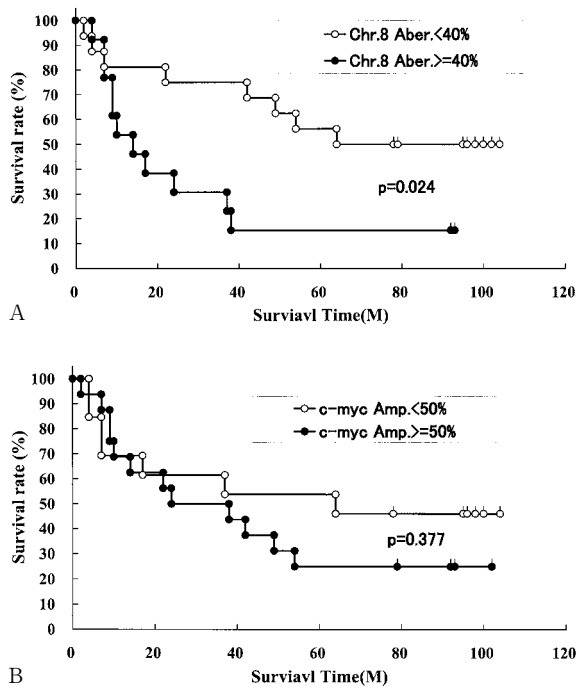 Chr.8 Aber.<40%
Chr.8 Aber.>=40%
Survival rate (%)
100
90
80
70
60
50
40
30
20
10
0
p=0.024
0 20 40 60 80 100 120
Surviavl Time(M)
A
c-myc Amp.<50%
c-myc Amp.>=50%
Survival rate (%)
100
90
80
70
60
50
40
30
20
10
0
p=0.377
0 20 40 60 80 100 120
Surviavl Time(M)
B